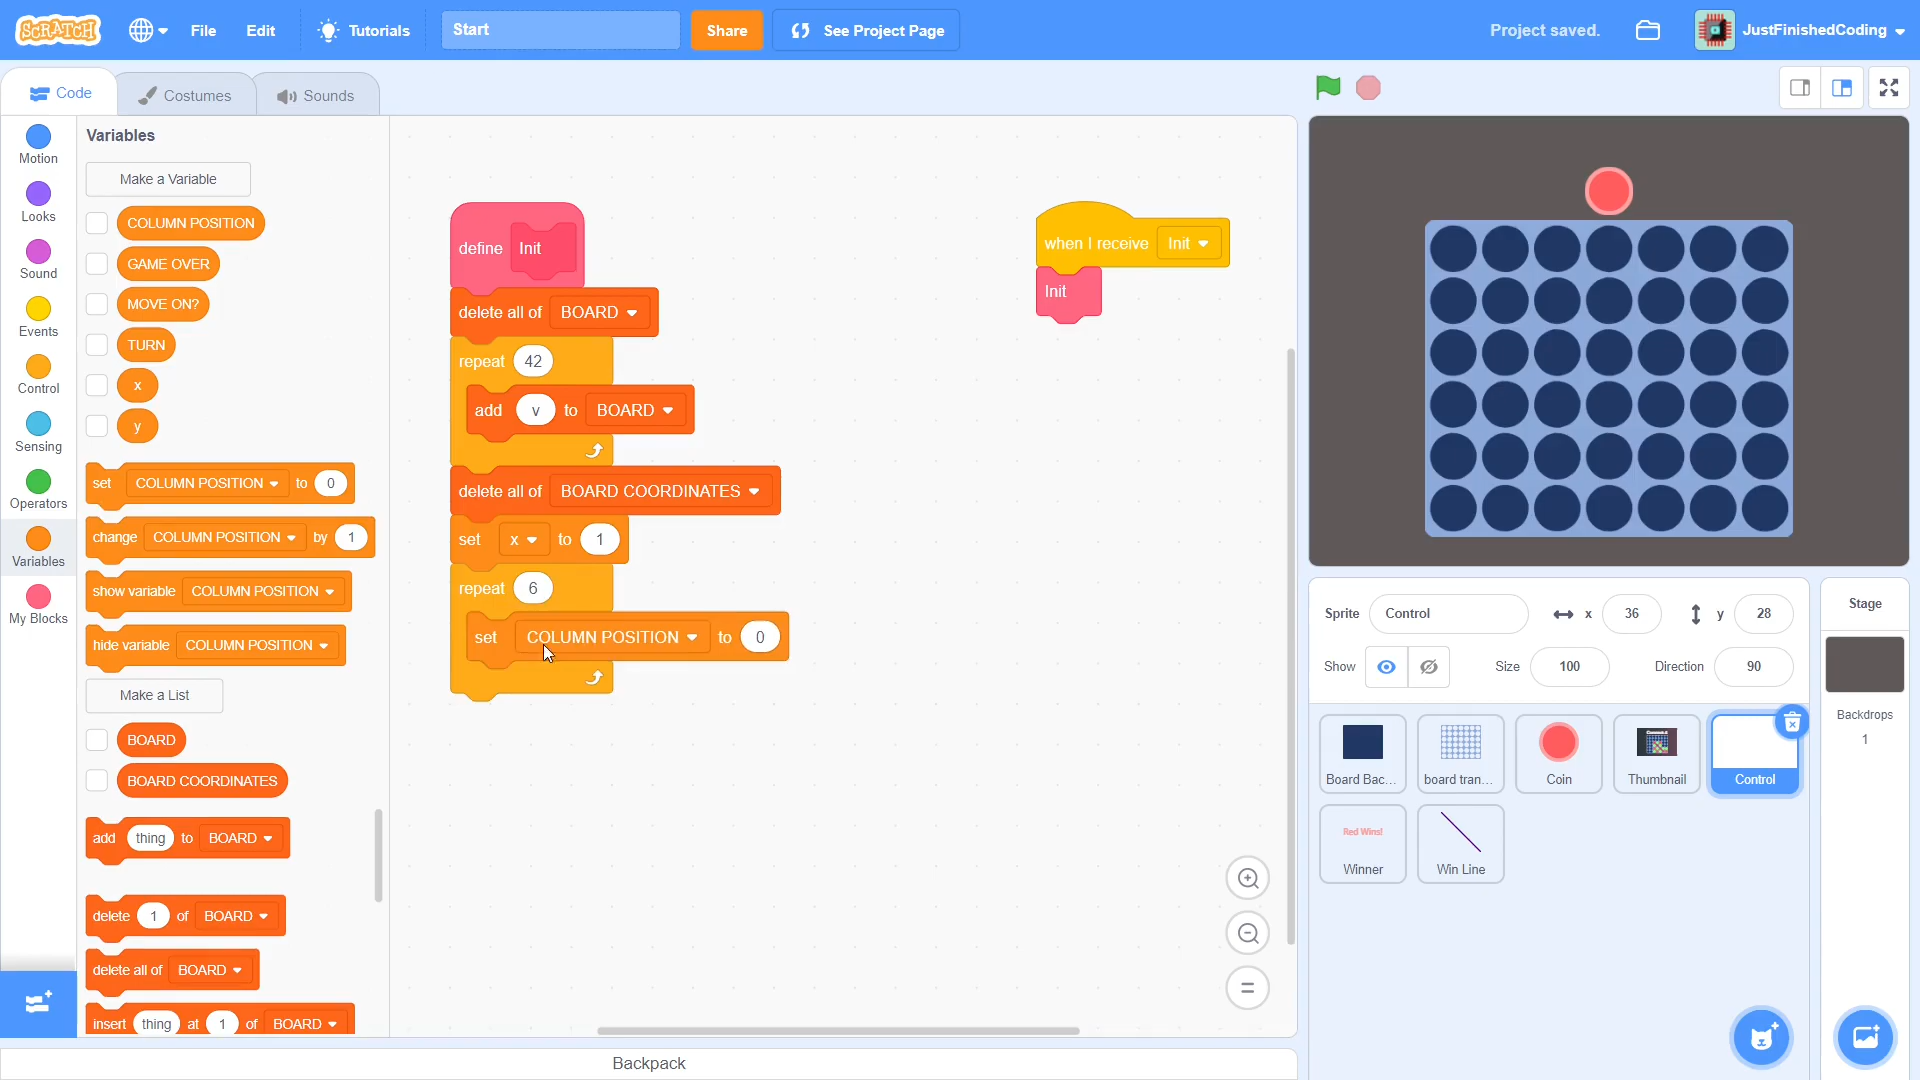 SCRATCH File Edit Tutorials Start Share See Project Page Project saved. JustFinishedCoding
Code Costumes Sounds
Motion
Looks
Sound
Events
Control
Sensing
Operators
Variables
My Blocks
Variables
Make a Variable
COLUMN POSITION
GAME OVER
MOVE ON?
TURN
x
y
set COLUMN POSITION to 0
change COLUMN POSITION by 1
show variable COLUMN POSITION
hide variable COLUMN POSITION
Make a List
BOARD
BOARD COORDINATES
add thing to BOARD
delete 1 of BOARD
delete all of BOARD
insert thing at 1 of BOARD
define Init
delete all of BOARD
repeat 42
add v to BOARD
delete all of BOARD COORDINATES
set x to 1
repeat 6
set COLUMN POSITION to 0
when I receive Init
Init
Backpack
Sprite Control x 36 y 28
Show Size 100 Direction 90
Board Bac... board tran... Coin Thumbnail Control
Red Wins!
Winner Win Line
Stage
Backdrops
1